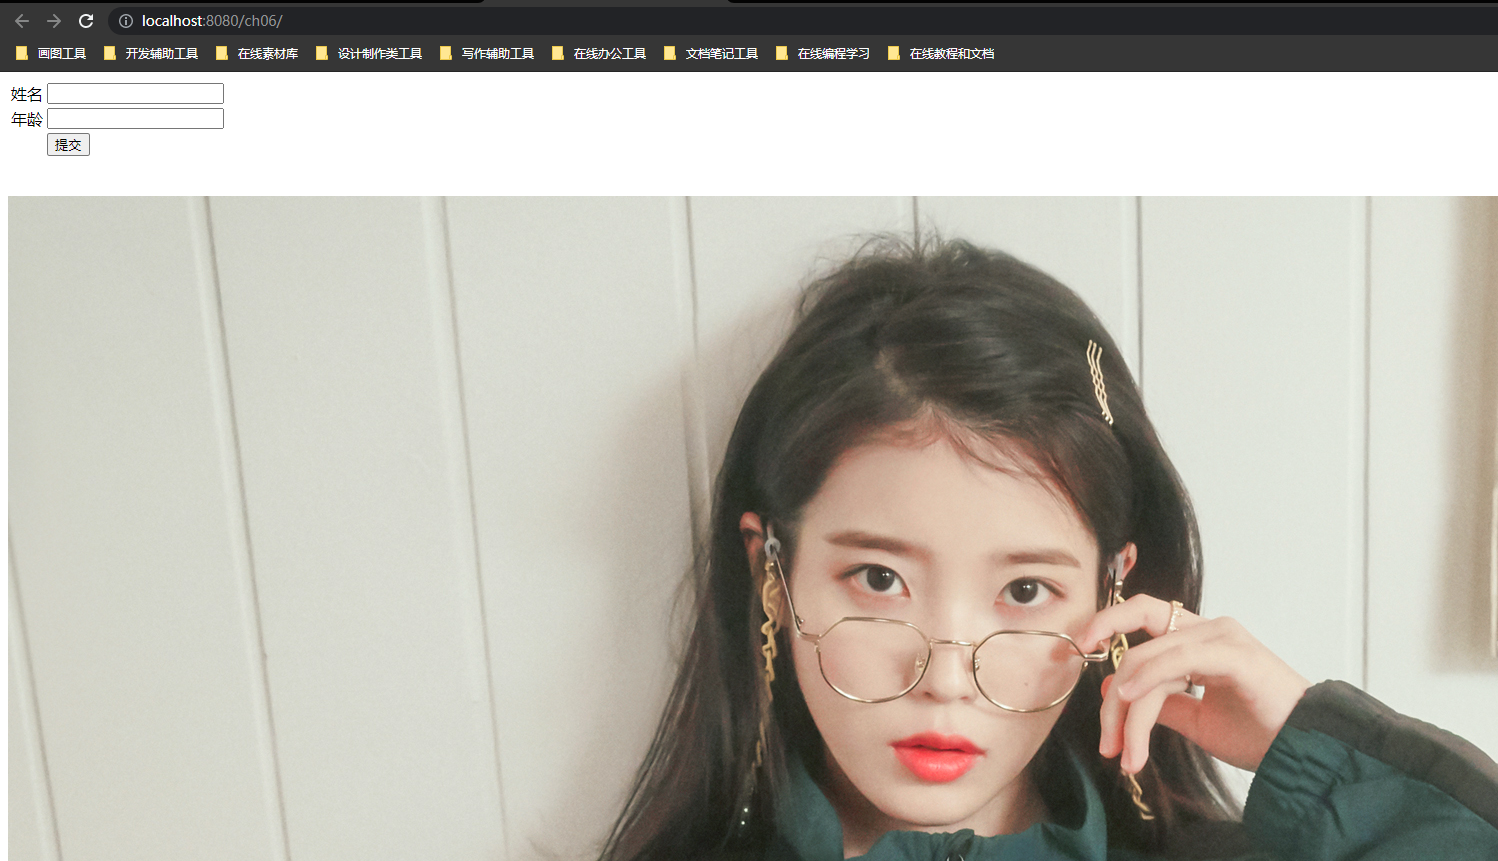 localhost:8080/ch06/
画图工具 开发辅助工具 在线素材库 设计制作类工具 写作辅助工具 在线办公工具 文档笔记工具 在线编程学习 在线教程和文档
姓名
年龄
提交